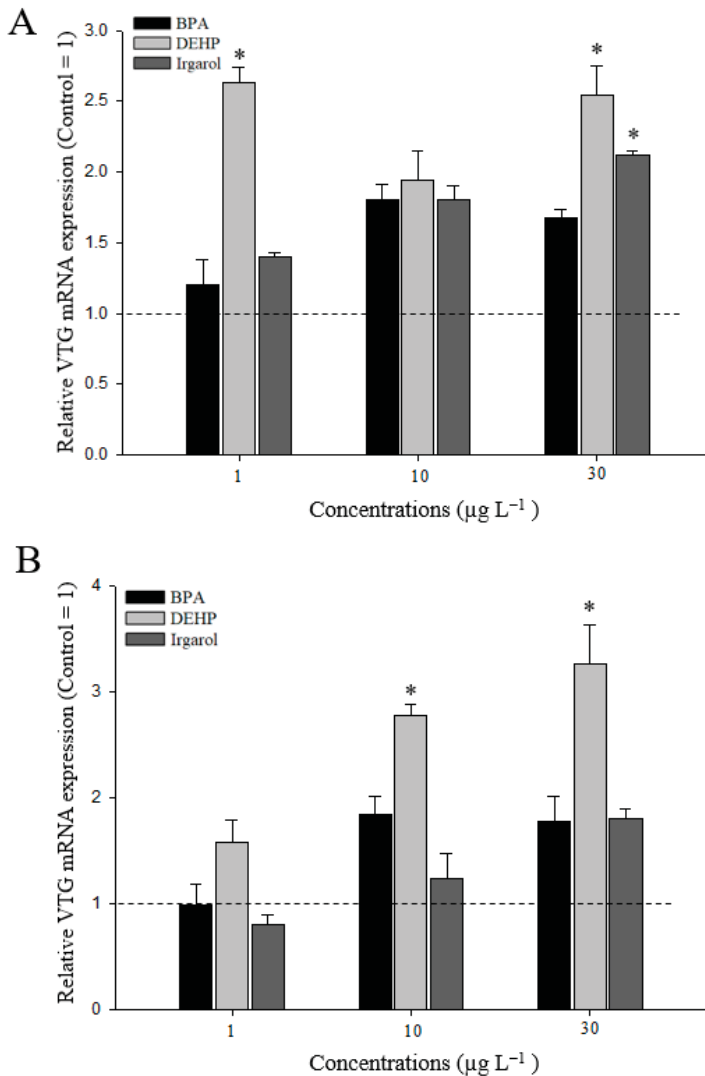 A
Relative VTG mRNA expression (Control = 1)
3.0
2.5
2.0
1.5
1.0
0.5
0.0
BPA
DEHP
Irgarol
*
*
*
1
10
30
Concentrations (µg L⁻¹ )
B
Relative VTG mRNA expression (Control = 1)
4
3
2
1
0
BPA
DEHP
Irgarol
*
*
1
10
30
Concentrations (µg L⁻¹ )